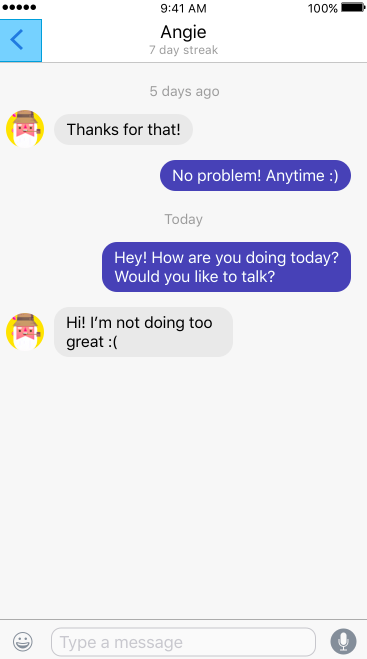 9:41 AM
100%
Angie
7 day streak
5 days ago
Thanks for that!
No problem! Anytime :)
Today
Hey! How are you doing today?
Would you like to talk?
Hi! I’m not doing too
great :(
Type a message